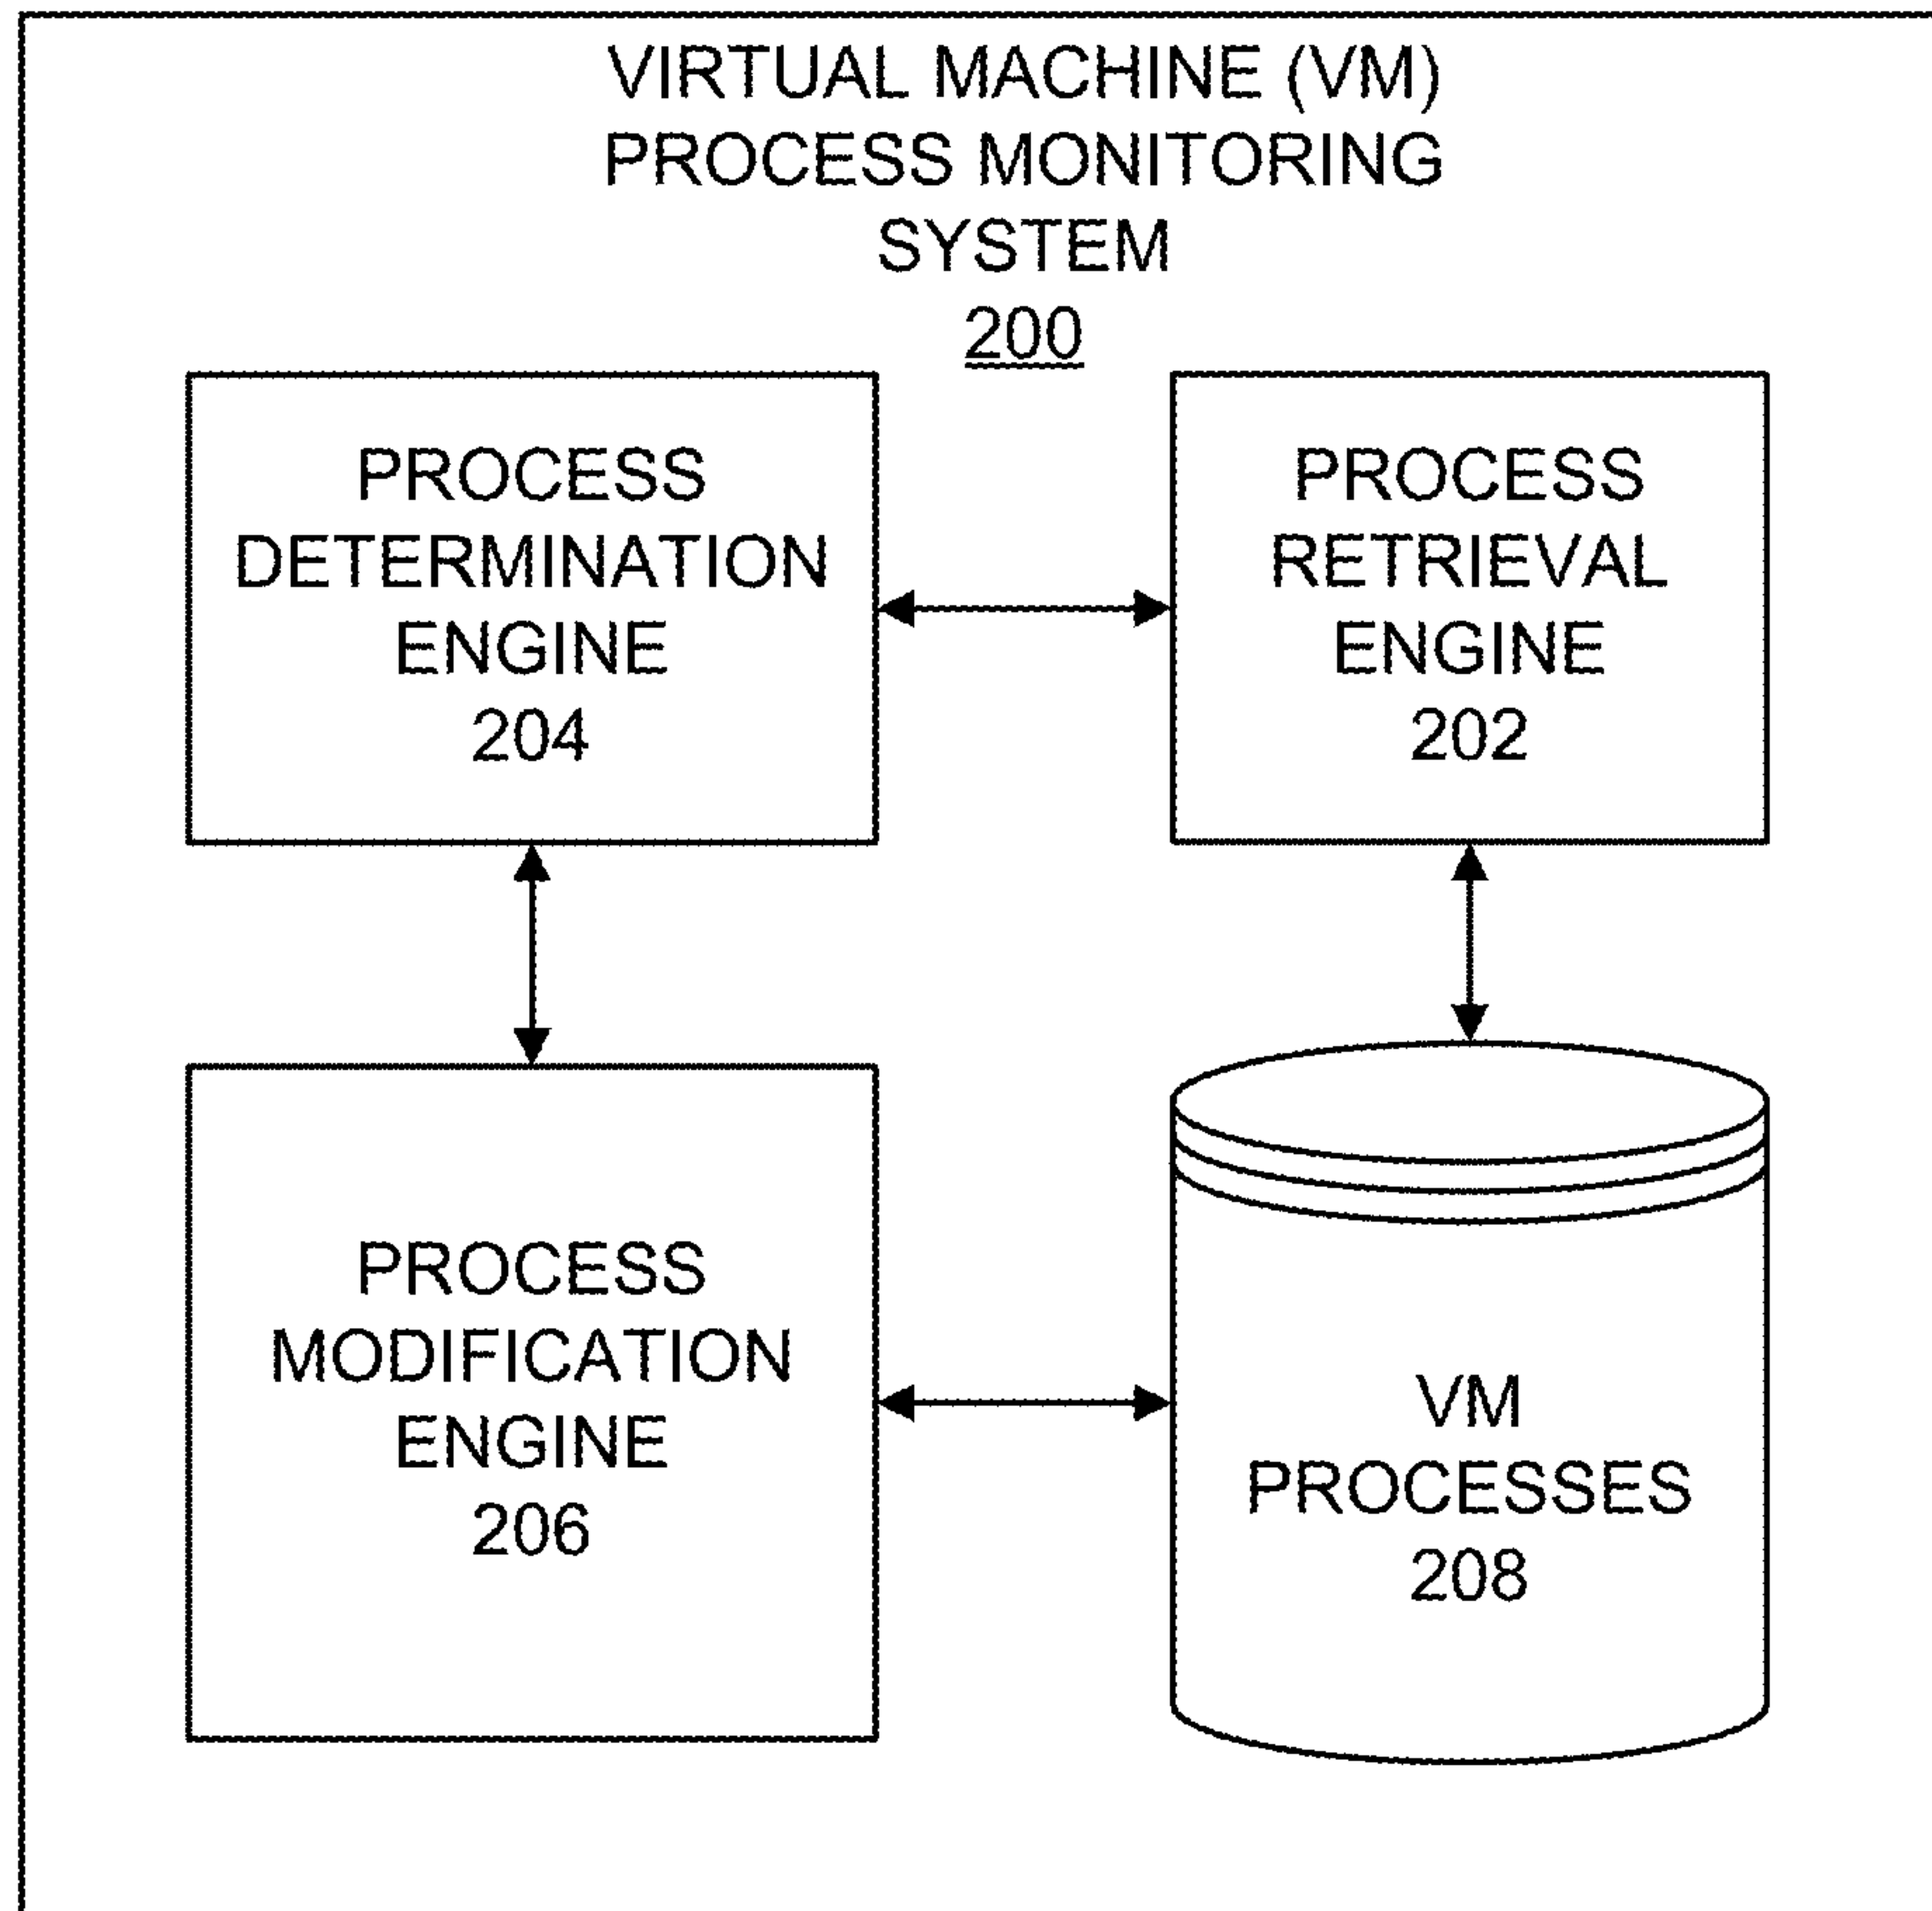 VIRTUAL MACHINE (VM)
PROCESS MONITORING
SYSTEM
200
PROCESS
DETERMINATION
ENGINE
204
PROCESS
RETRIEVAL
ENGINE
202
PROCESS
MODIFICATION
ENGINE
206
VM
PROCESSES
208